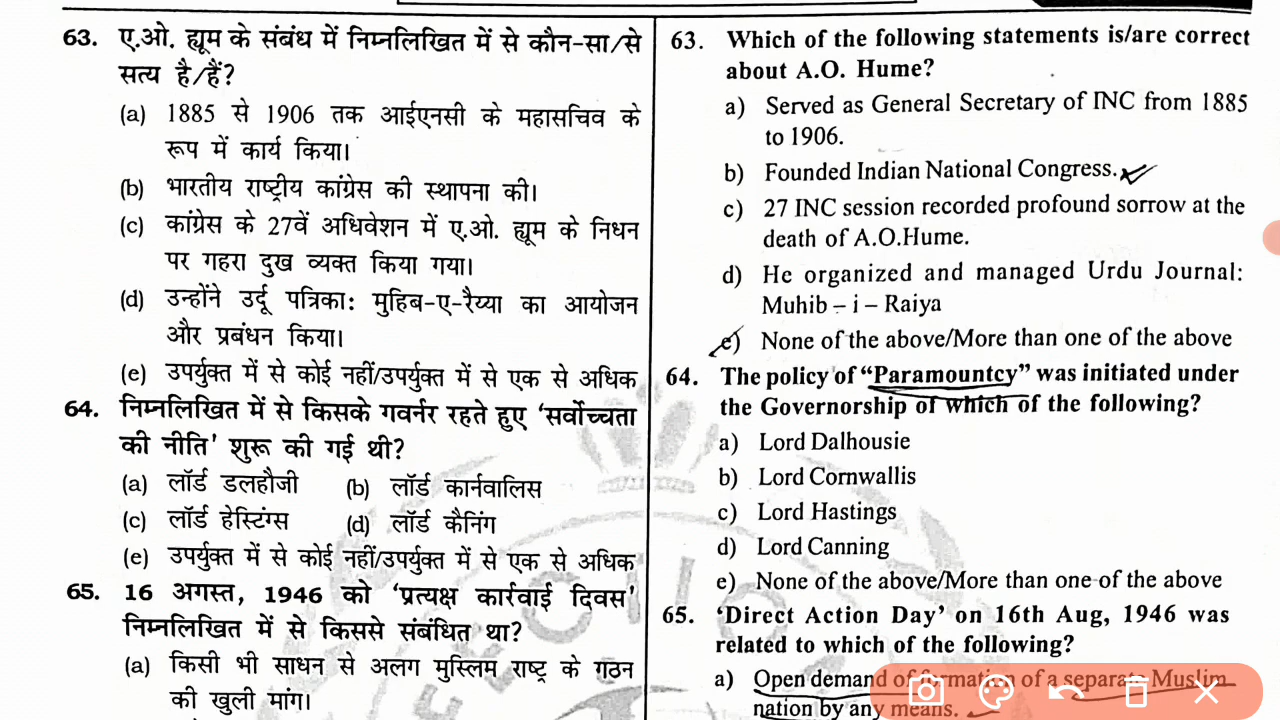 63. ए.ओ. ह्यूम के संबंध में निम्नलिखित में से कौन-सा/से
सत्य है/हैं?
(a) 1885 से 1906 तक आईएनसी के महासचिव के
रूप में कार्य किया।
(b) भारतीय राष्ट्रीय कांग्रेस की स्थापना की।
(c) कांग्रेस के 27वें अधिवेशन में ए.ओ. ह्यूम के निधन
पर गहरा दुख व्यक्त किया गया।
(d) उन्होंने उर्दू पत्रिका: मुहिब-ए-रैय्या का आयोजन
और प्रबंधन किया।
(e) उपर्युक्त में से कोई नहीं/उपर्युक्त में से एक से अधिक
64. निम्नलिखित में से किसके गवर्नर रहते हुए 'सर्वोच्चता
की नीति' शुरू की गई थी?
(a) लॉर्ड डलहौजी (b) लॉर्ड कार्नवालिस
(c) लॉर्ड हेस्टिंग्स (d) लॉर्ड कैनिंग
(e) उपर्युक्त में से कोई नहीं/उपर्युक्त में से एक से अधिक
65. 16 अगस्त, 1946 को 'प्रत्यक्ष कार्रवाई दिवस'
निम्नलिखित में से किससे संबंधित था?
(a) किसी भी साधन से अलग मुस्लिम राष्ट्र के गठन
की खुली मांग।
63. Which of the following statements is/are correct
about A.O. Hume?
a) Served as General Secretary of INC from 1885
to 1906.
b) Founded Indian National Congress.
c) 27 INC session recorded profound sorrow at the
death of A.O.Hume.
d) He organized and managed Urdu Journal:
Muhib – i – Raiya
e) None of the above/More than one of the above
64. The policy of “Paramountcy” was initiated under
the Governorship of which of the following?
a) Lord Dalhousie
b) Lord Cornwallis
c) Lord Hastings
d) Lord Canning
e) None of the above/More than one of the above
65. ‘Direct Action Day’ on 16th Aug, 1946 was
related to which of the following?
a) Open demand of formation of a separate Muslim
nation by any means.